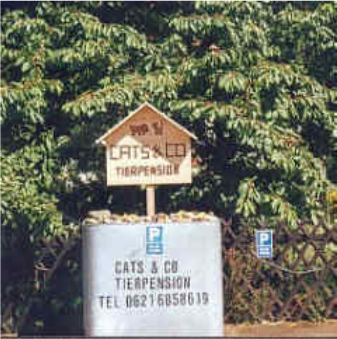 CATS & CO
TIERPENSION
P
P
CATS & CO
TIERPENSION
TEL 06216858619